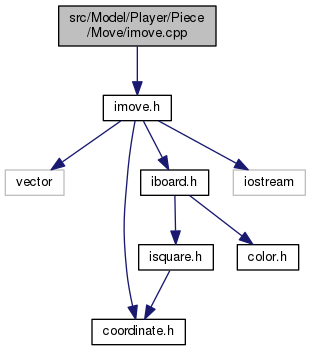 src/Model/Player/Piece
/Move/imove.cpp
imove.h
vector
iboard.h
iostream
isquare.h
color.h
coordinate.h